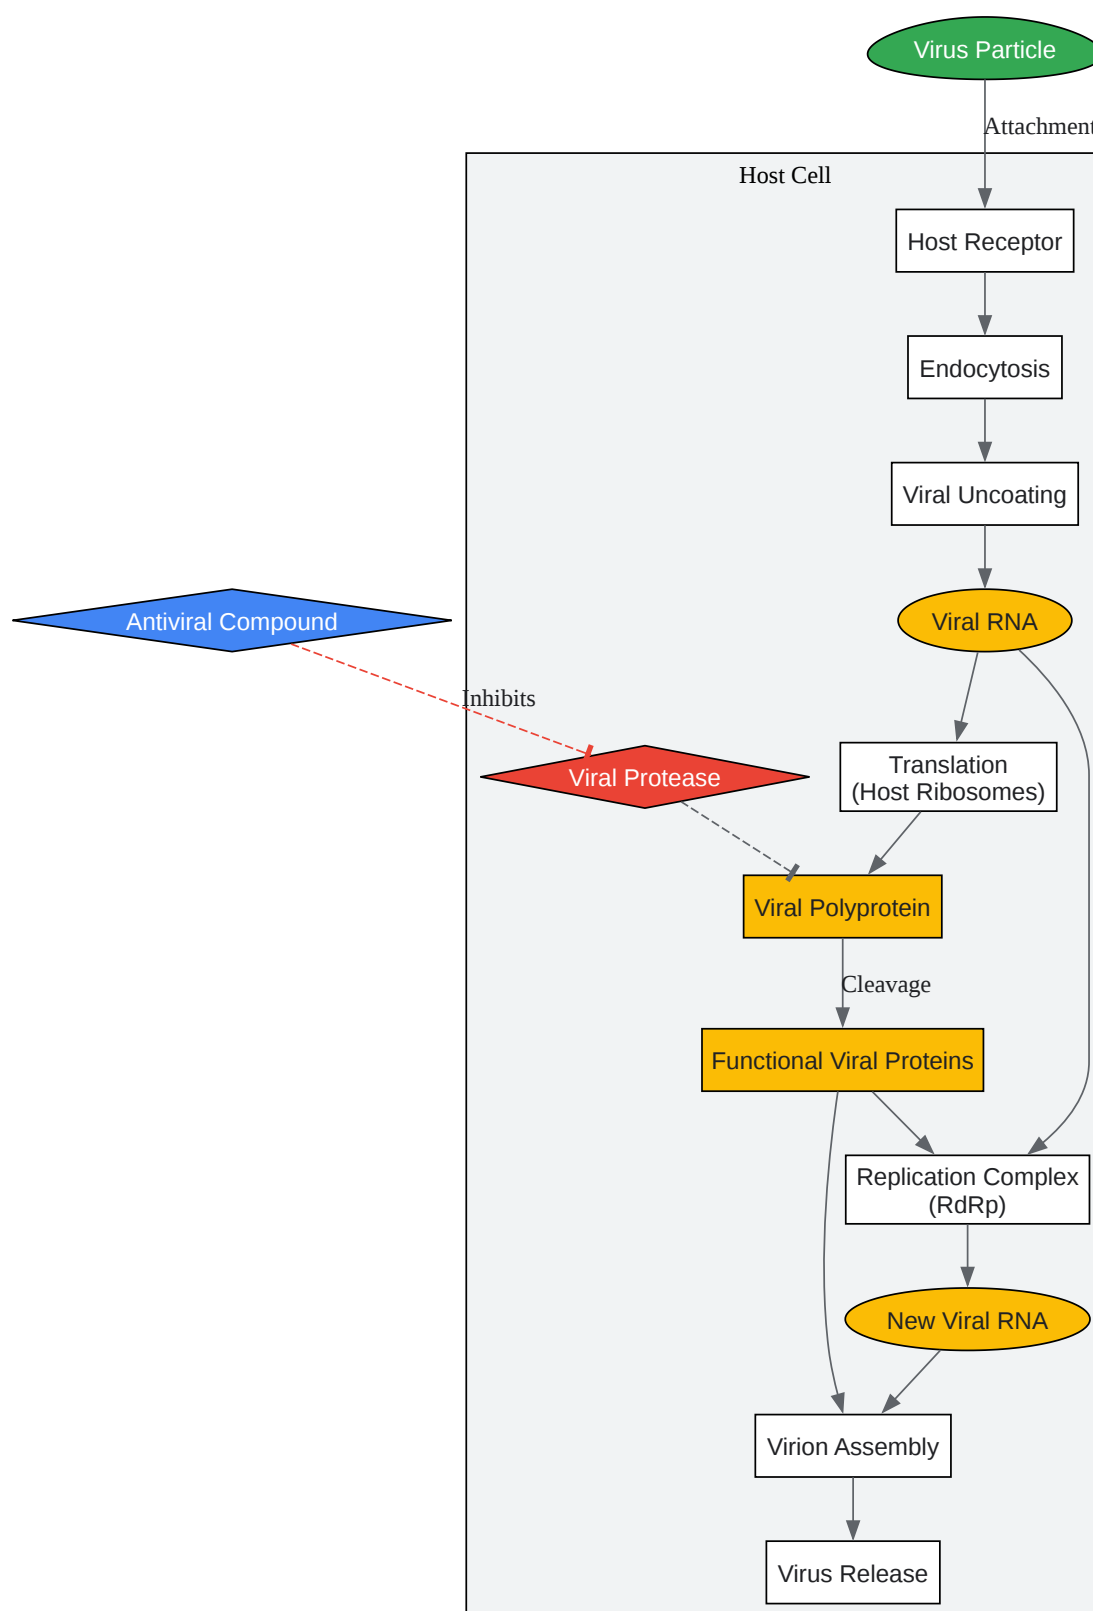 Virus Particle
Attachment
Host Cell
Host Receptor
Endocytosis
Viral Uncoating
Antiviral Compound
Viral RNA
Inhibits
Viral Protease
Translation
(Host Ribosomes)
Viral Polyprotein
Cleavage
Functional Viral Proteins
Replication Complex
(RdRp)
New Viral RNA
Virion Assembly
Virus Release